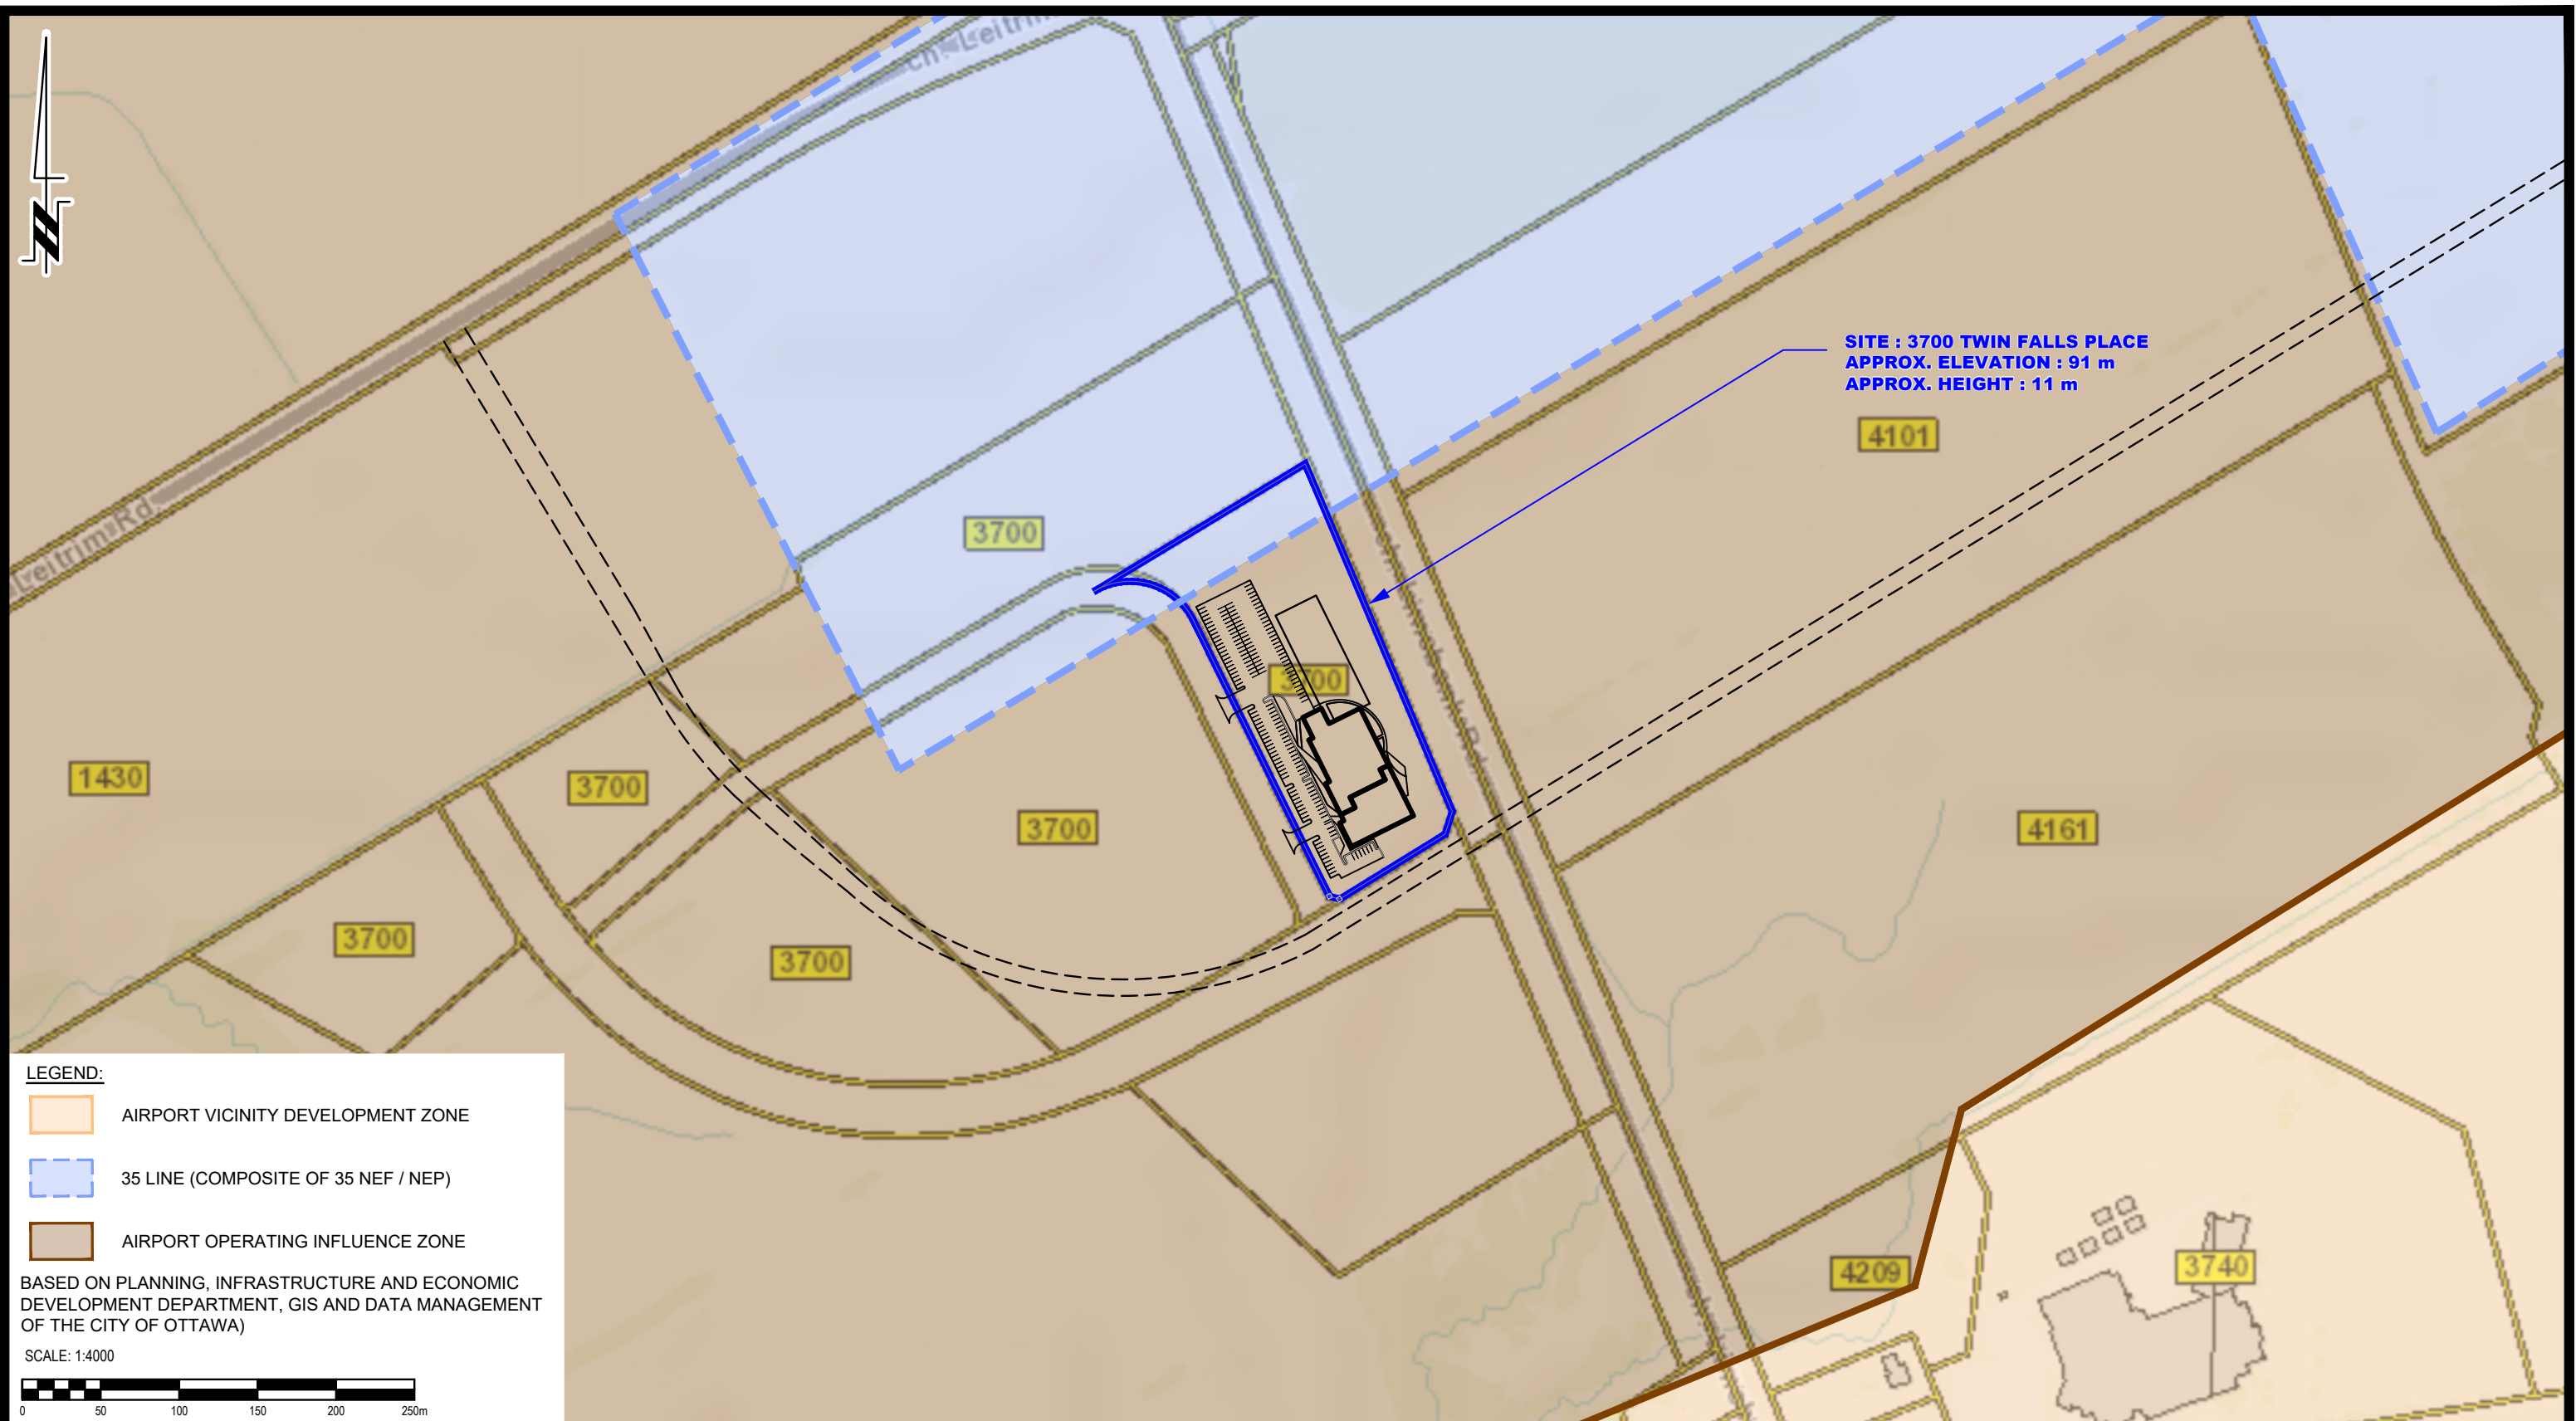 ch. Leitrim
SITE : 3700 TWIN FALLS PLACE
APPROX. ELEVATION : 91 m
APPROX. HEIGHT : 11 m
4101
3700
Leitrim Rd.
3700
1430
3700
3700
4161
3700
3700
4209
3740
LEGEND:
AIRPORT VICINITY DEVELOPMENT ZONE
35 LINE (COMPOSITE OF 35 NEF / NEP)
AIRPORT OPERATING INFLUENCE ZONE
BASED ON PLANNING, INFRASTRUCTURE AND ECONOMIC
DEVELOPMENT DEPARTMENT, GIS AND DATA MANAGEMENT
OF THE CITY OF OTTAWA)
SCALE: 1:4000
0 50 100 150 200 250m